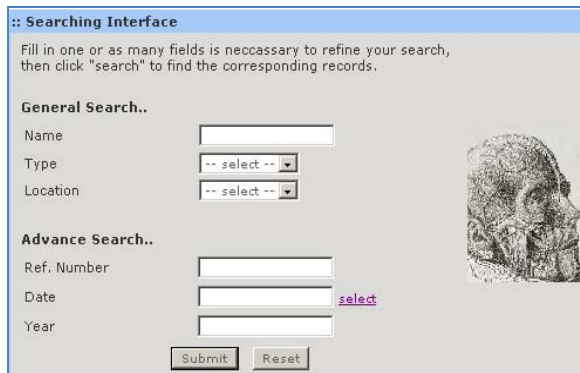 :: Searching Interface
Fill in one or as many fields is neccassary to refine your search,
then click "search" to find the corresponding records.
General Search..
Name
Type -- select --
Location -- select --
Advance Search..
Ref. Number
Date select
Year
Submit Reset